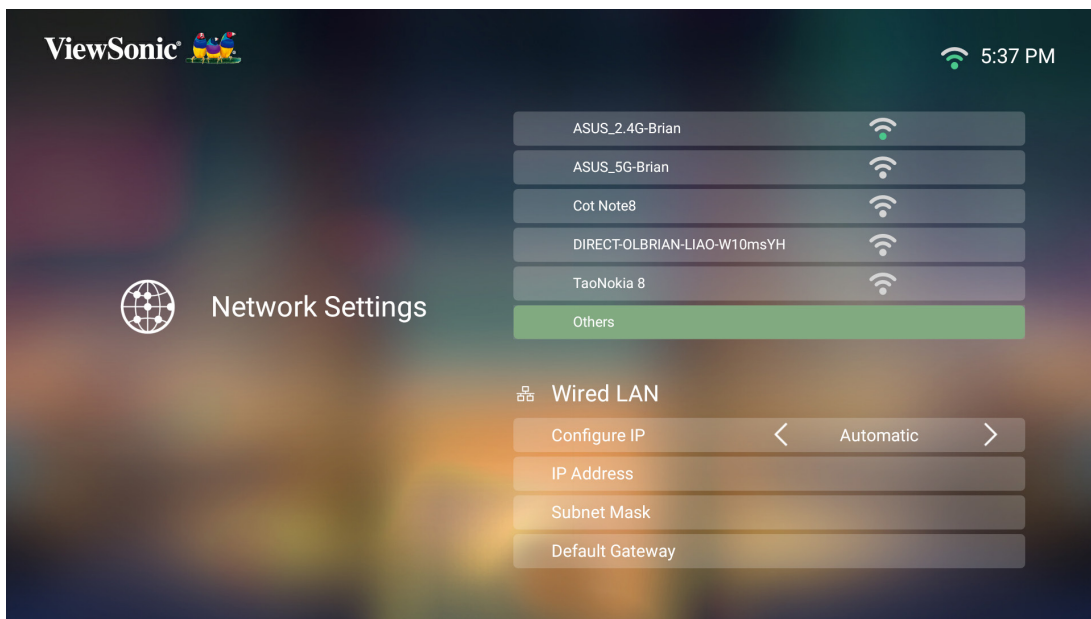 ViewSonic®
5:37 PM
ASUS_2.4G-Brian
ASUS_5G-Brian
Cot Note8
DIRECT-OLBRIAN-LIAO-W10msYH
TaoNokia 8
Network Settings
Others
Wired LAN
Configure IP Automatic
IP Address
Subnet Mask
Default Gateway